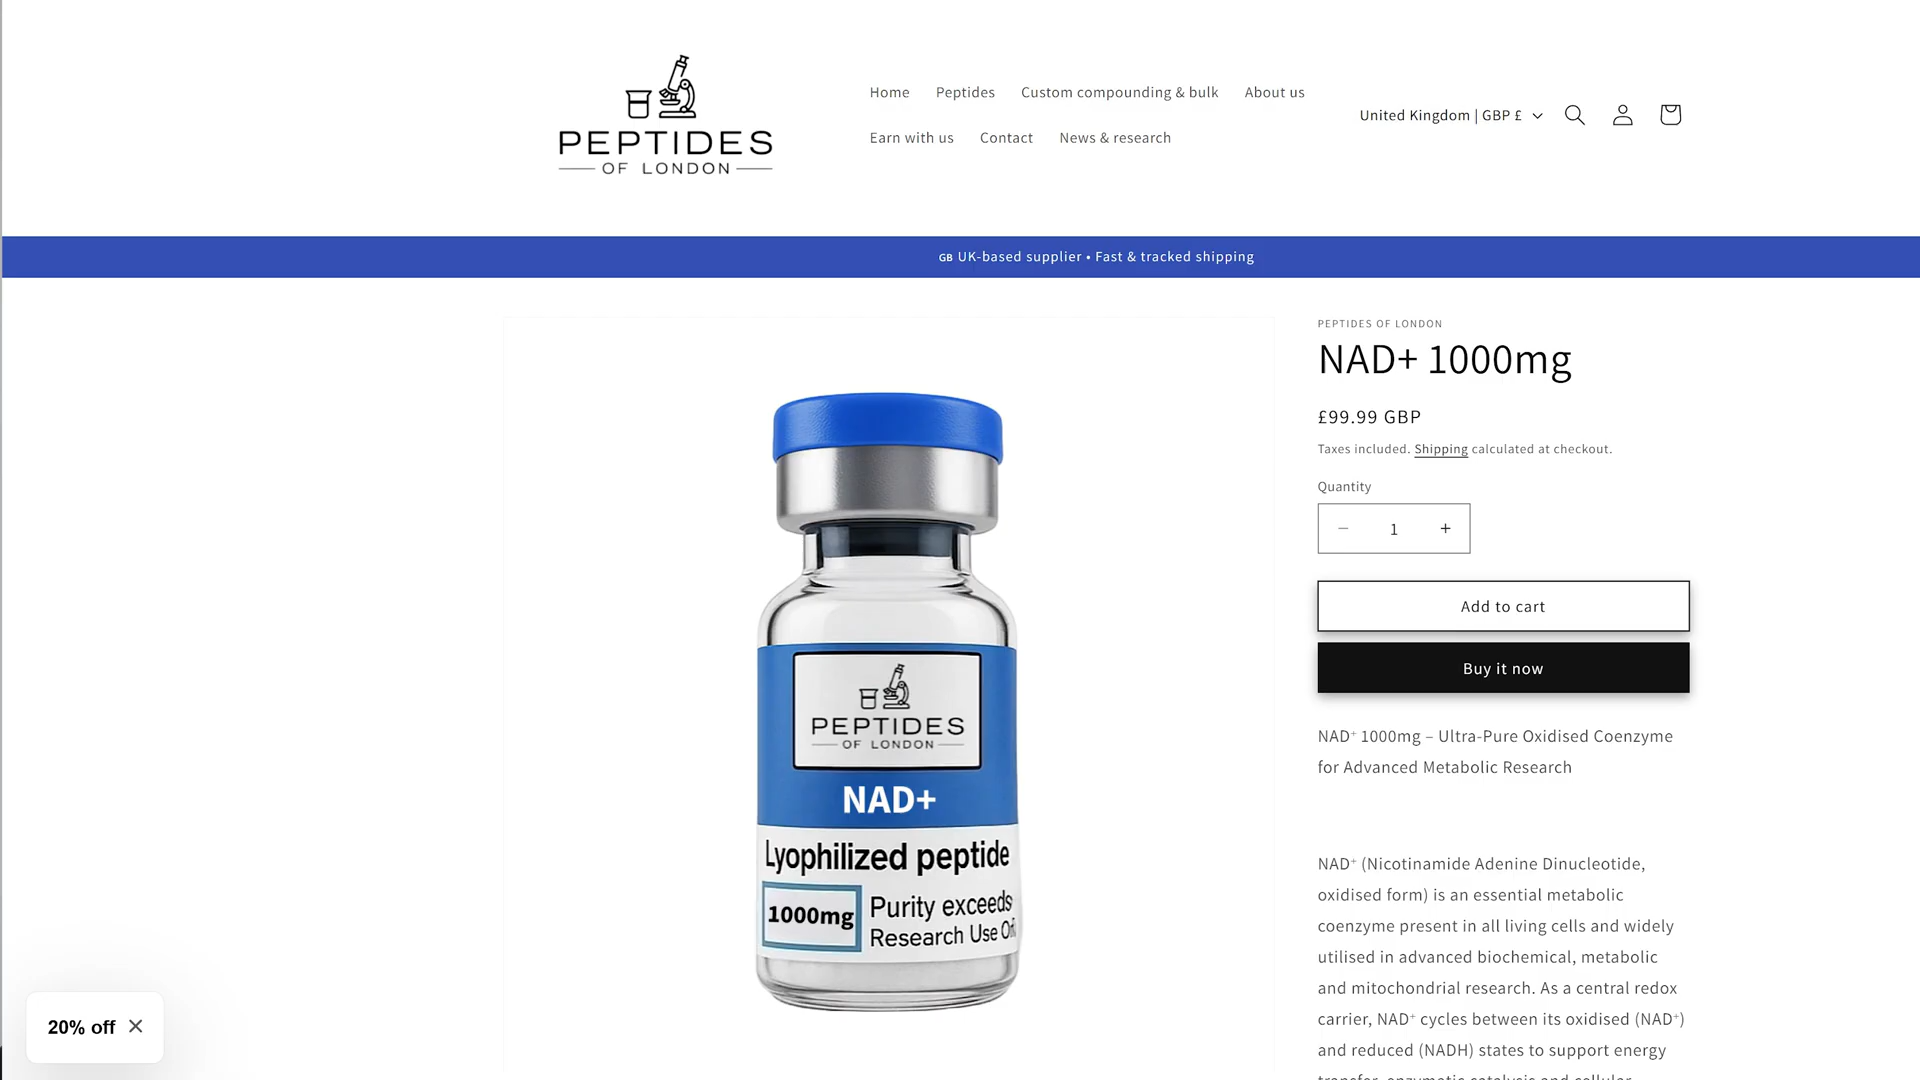 PEPTIDES
OF LONDON
Home Peptides Custom compounding & bulk About us
Earn with us Contact News & research
United Kingdom | GBP £
GB UK-based supplier • Fast & tracked shipping
PEPTIDES OF LONDON
NAD+ 1000mg
£99.99 GBP
Taxes included. Shipping calculated at checkout.
Quantity
− 1 +
Add to cart
Buy it now
NAD⁺ 1000mg – Ultra-Pure Oxidised Coenzyme
for Advanced Metabolic Research
NAD⁺ (Nicotinamide Adenine Dinucleotide,
oxidised form) is an essential metabolic
coenzyme present in all living cells and widely
utilised in advanced biochemical, metabolic
and mitochondrial research. As a central redox
carrier, NAD⁺ cycles between its oxidised (NAD⁺)
and reduced (NADH) states to support energy
transfer, enzymatic catalysis and cellular
PEPTIDES
OF LONDON
NAD+
Lyophilized peptide
1000mg
Purity exceeds
Research Use
20% off